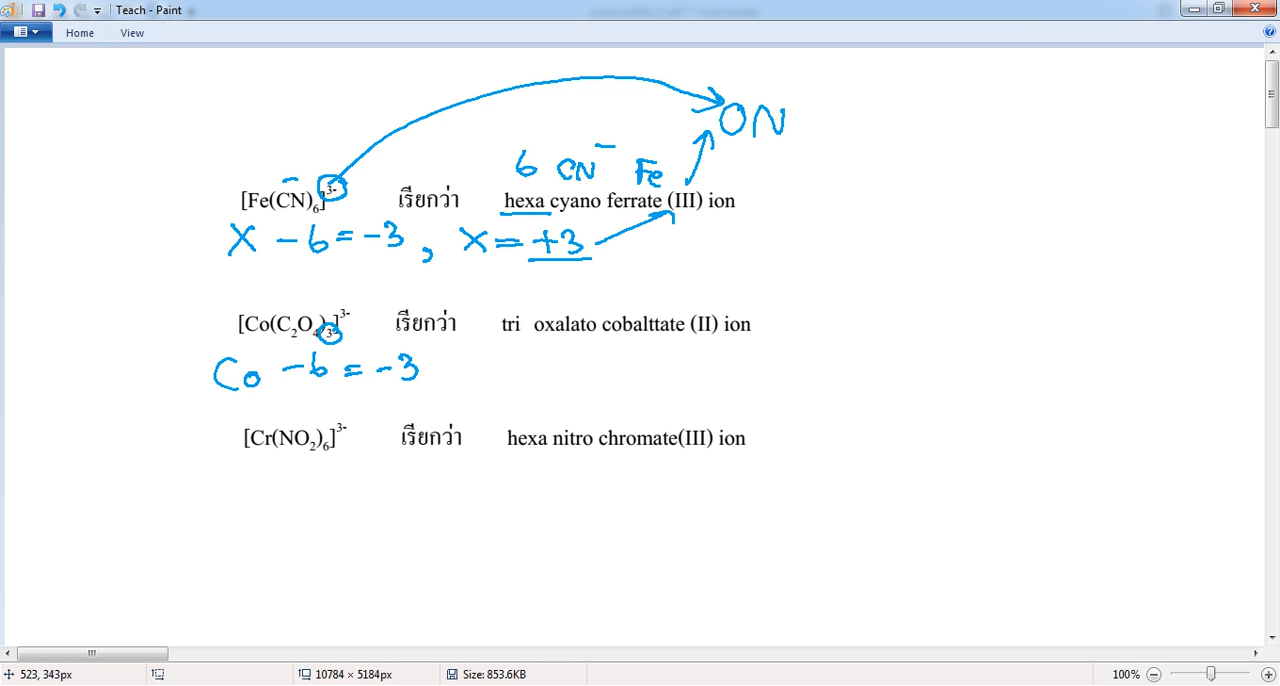 Teach - Paint
Home View
ON
6 CN⁻ Fe
[Fe(CN)₆]³⁻ เรียกว่า hexa cyano ferrate (III) ion
X - 6 = -3 , X = +3
[Co(C₂O₄)₃]³⁻ เรียกว่า tri oxalato cobalttate (II) ion
Co - 6 = -3
[Cr(NO₂)₆]³⁻ เรียกว่า hexa nitro chromate(III) ion
523, 343px 10784 × 5184px Size: 853.6KB 100%